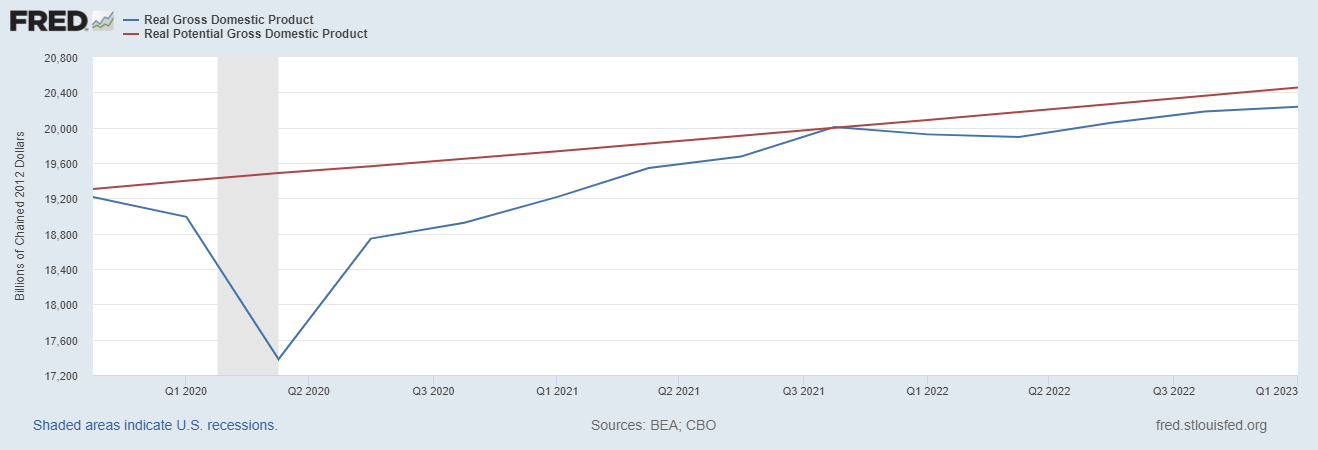 FRED
Real Gross Domestic Product
Real Potential Gross Domestic Product
Billions of Chained 2012 Dollars
20,800
20,400
20,000
19,600
19,200
18,800
18,400
18,000
17,600
17,200
Q1 2020 Q2 2020 Q3 2020 Q1 2021 Q2 2021 Q3 2021 Q1 2022 Q2 2022 Q3 2022 Q1 2023
Shaded areas indicate U.S. recessions. Sources: BEA; CBO fred.stlouisfed.org